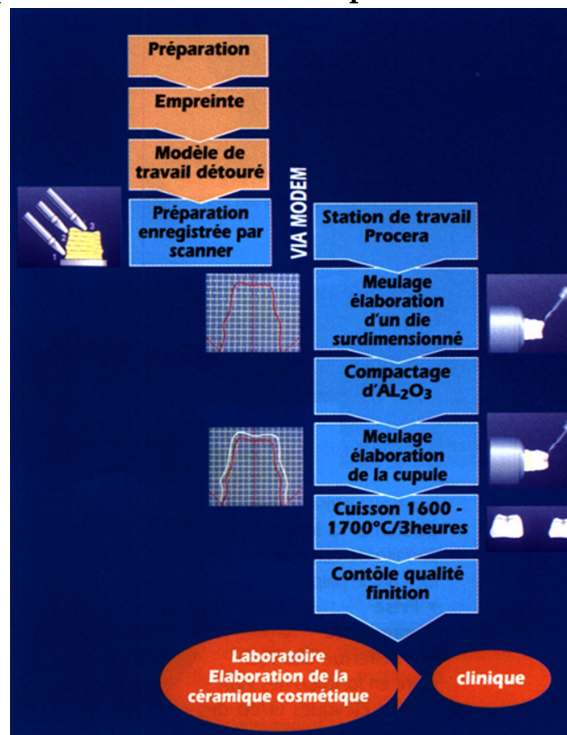 Préparation
Empreinte
Modèle de
travail détouré
Préparation
enregistrée par
scanner
VIA MODEM
Station de travail
Procera
Meulage
élaboration
d'un die
surdimensionné
Compactage
d'AL₂O₃
Meulage
élaboration
de la cupule
Cuisson 1600 -
1700°C/3heures
Contôle qualité
finition
Laboratoire
Elaboration de la
céramique cosmétique
clinique